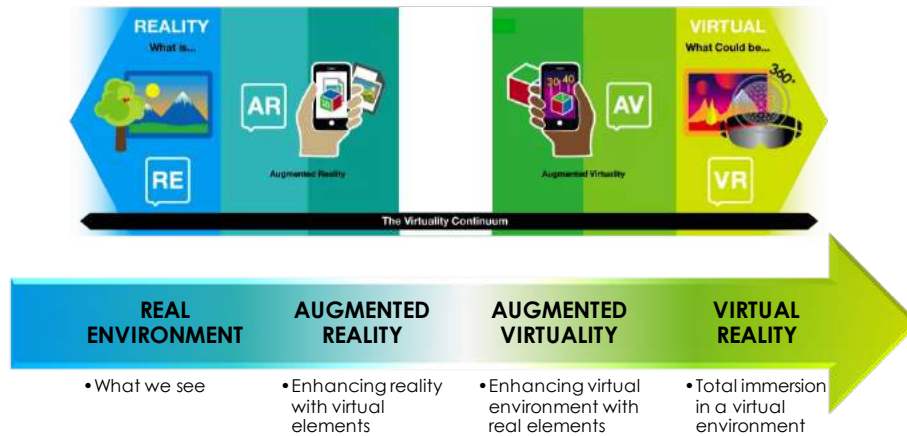 REALITY
What is...
VIRTUAL
What Could be...
360°
AR
30 40
AV
RE
Augmented Reality
Augmented Virtuality
VR
The Virtuality Continuum
REAL
ENVIRONMENT
AUGMENTED
REALITY
AUGMENTED
VIRTUALITY
VIRTUAL
REALITY
•What we see
•Enhancing reality
with virtual
elements
•Enhancing virtual
environment with
real elements
•Total immersion
in a virtual
environment